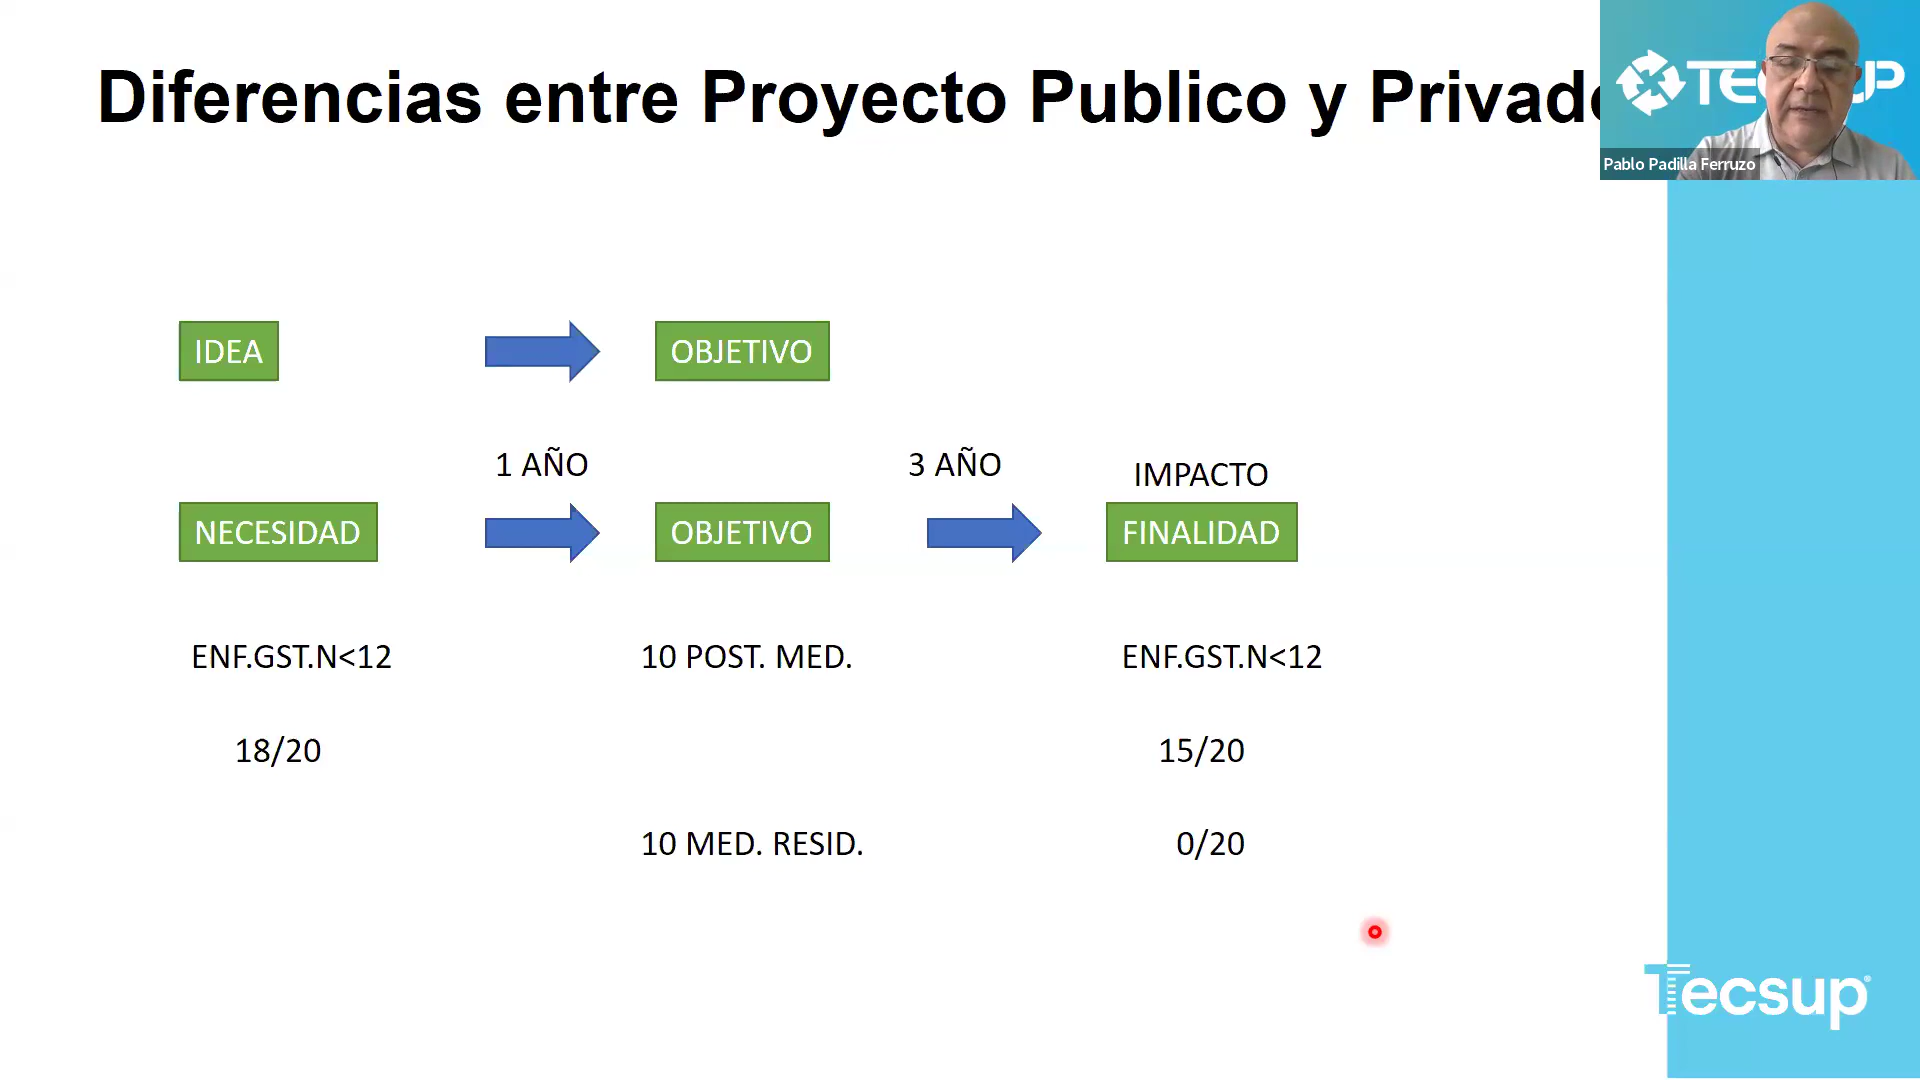 Diferencias entre Proyecto Publico y Privado
TECSUP
Pablo Padilla Ferruzo
IDEA
OBJETIVO
1 AÑO
3 AÑO
IMPACTO
NECESIDAD
OBJETIVO
FINALIDAD
ENF.GST.N<12
10 POST. MED.
ENF.GST.N<12
18/20
15/20
10 MED. RESID.
0/20
Tecsup